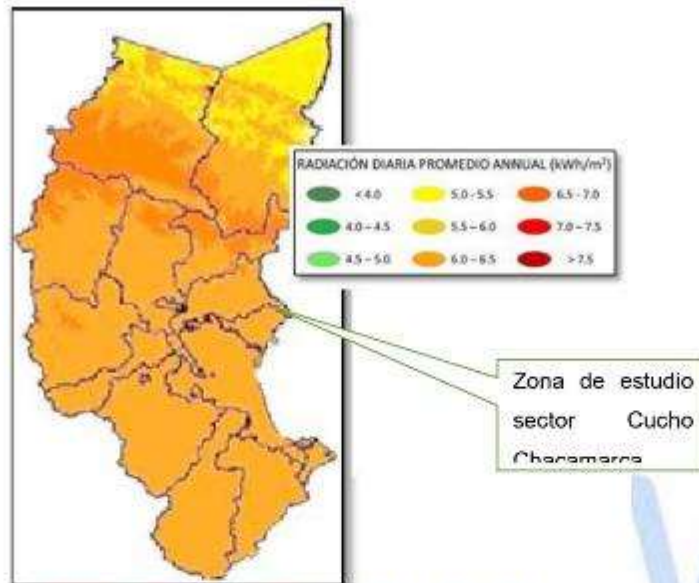 RADIACIÓN DIARIA PROMEDIO ANNUAL (kWh/m²)
< 4.0 5.0 - 5.5 6.5 - 7.0
4.0 – 4.5 5.5 – 6.0 7.0 – 7.5
4.5 – 5.0 6.0 – 6.5 > 7.5
Zona de estudio
sector Cucho
Chacamarca